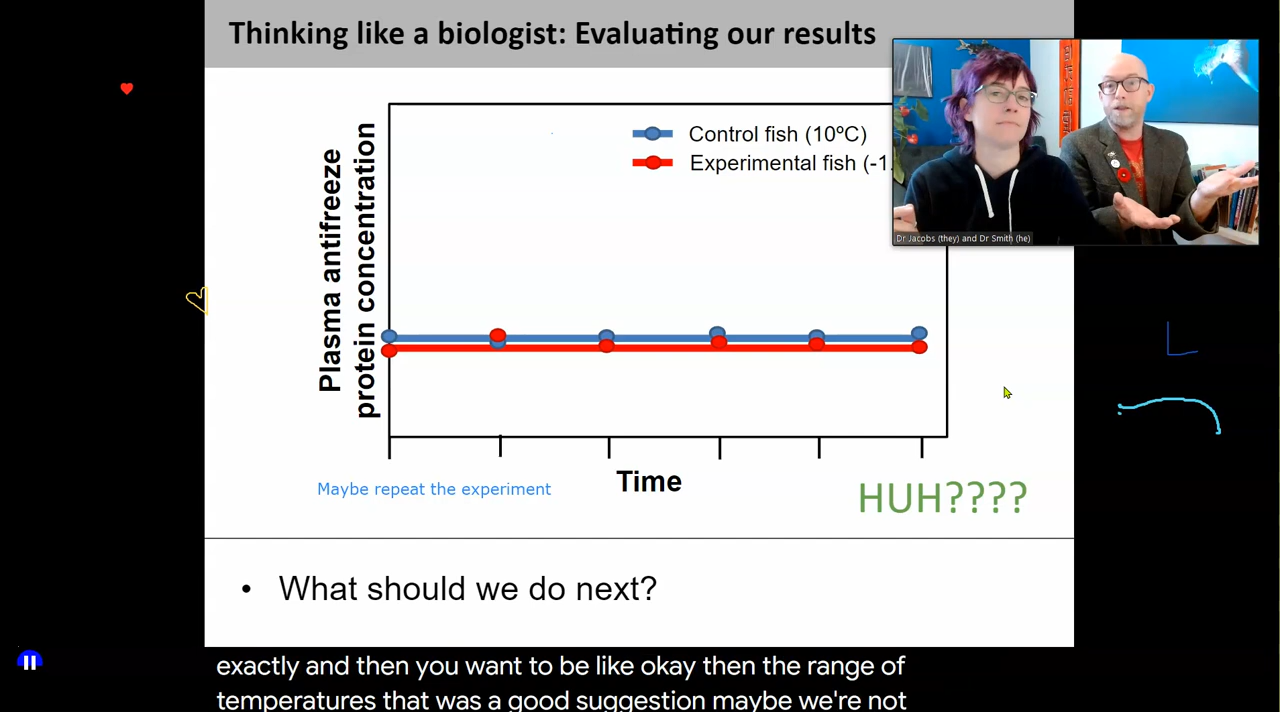 Thinking like a biologist: Evaluating our results
Control fish (10ºC)
Experimental fish (-1.
Plasma antifreeze
protein concentration
Dr Jacobs (they) and Dr Smith (he)
Time
Maybe repeat the experiment
HUH????
L
• What should we do next?
exactly and then you want to be like okay then the range of
temperatures that was a good suggestion maybe we're not